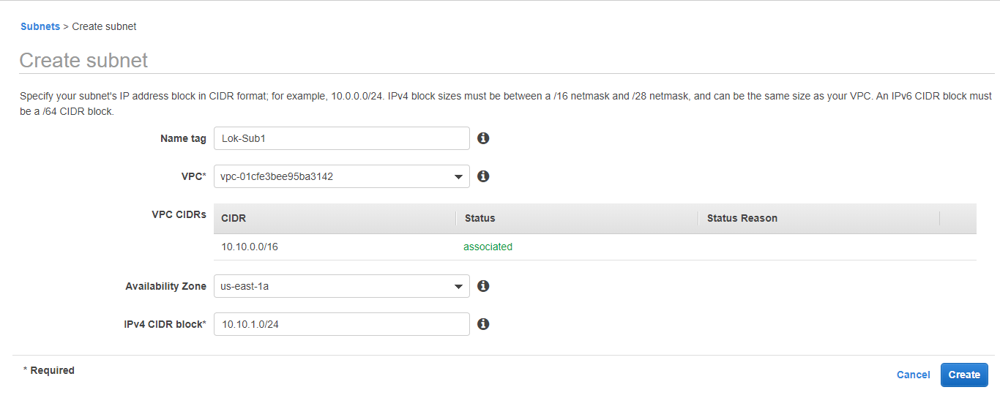 Subnets > Create subnet
Create subnet
Specify your subnet's IP address block in CIDR format; for example, 10.0.0.0/24. IPv4 block sizes must be between a /16 netmask and /28 netmask, and can be the same size as your VPC. An IPv6 CIDR block must
be a /64 CIDR block.
Name tag Lok-Sub1
VPC* vpc-01cfe3bee95ba3142
VPC CIDRs CIDR Status Status Reason
10.10.0.0/16 associated
Availability Zone us-east-1a
IPv4 CIDR block* 10.10.1.0/24
* Required
Cancel Create